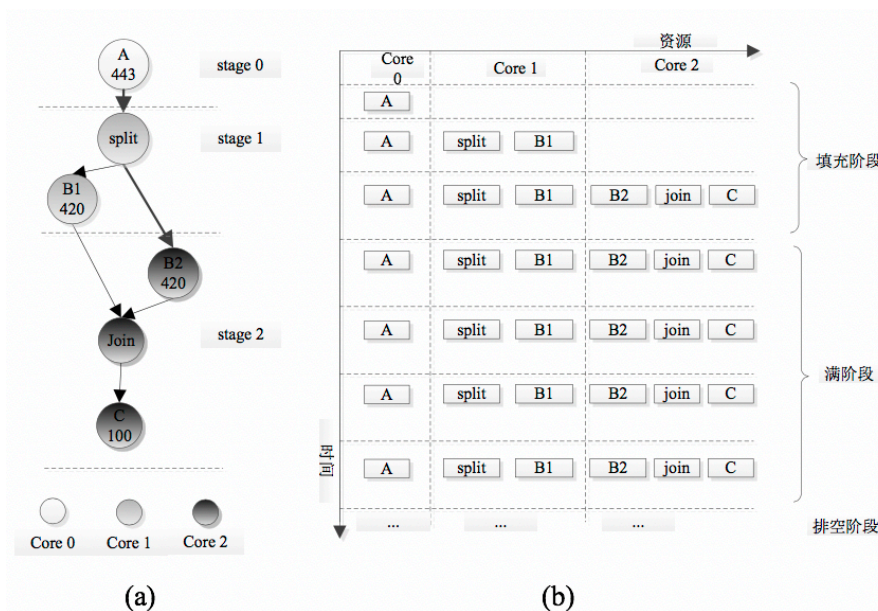 A
443
stage 0
split
stage 1
B1
420
B2
420
Join
stage 2
C
100
Core 0 Core 1 Core 2
(a)
资源
Core 0
Core 1
Core 2
A
A split B1
A split B1 B2 join C
填充阶段
A split B1 B2 join C
A split B1 B2 join C
A split B1 B2 join C
A split B1 B2 join C
满阶段
时间
... ... ...
排空阶段
(b)